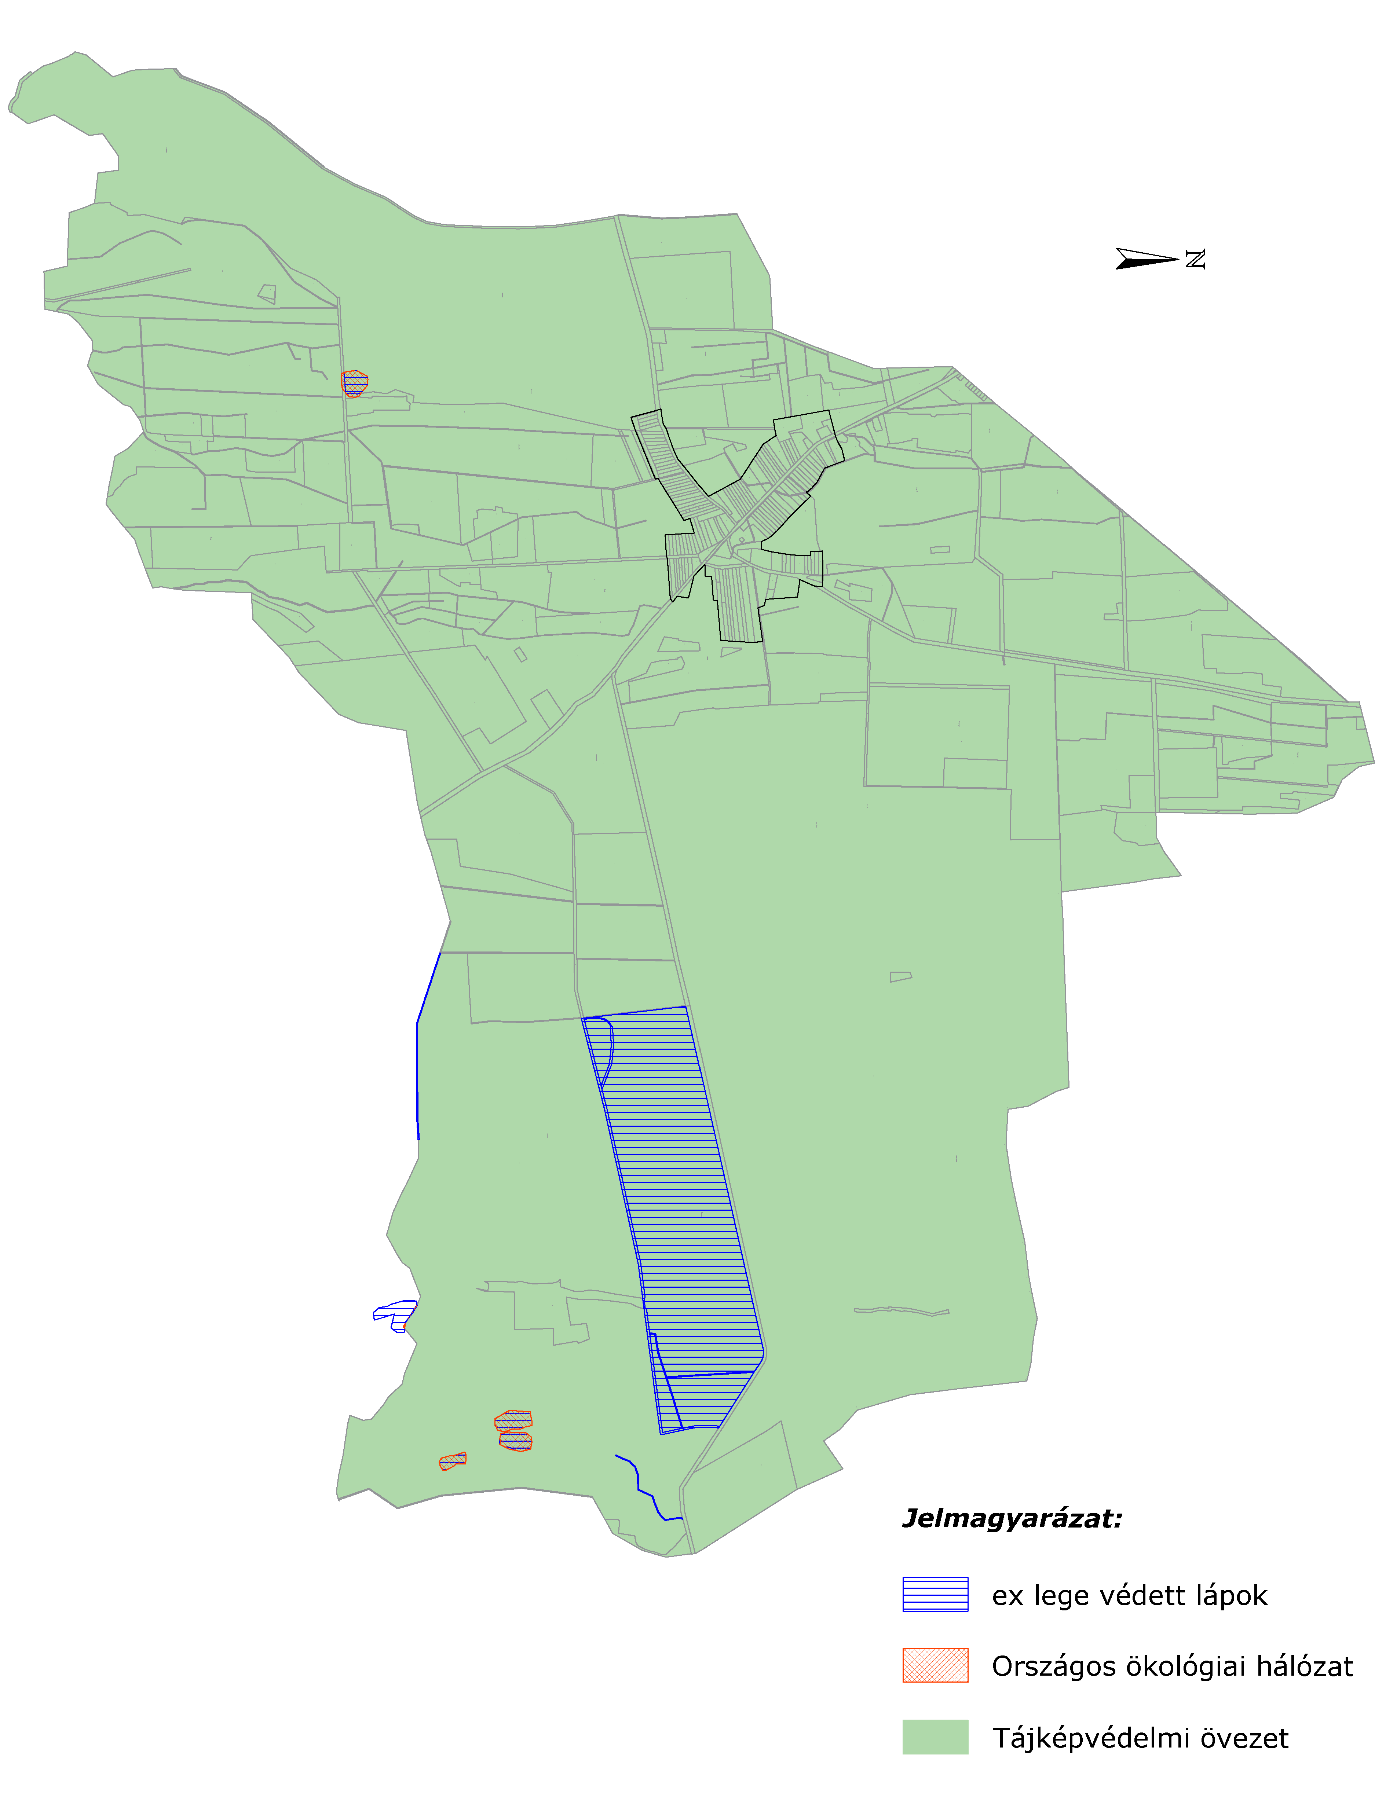 N
Jelmagyarázat:
ex lege védett lápok
Országos ökológiai hálózat
Tájképvédelmi övezet